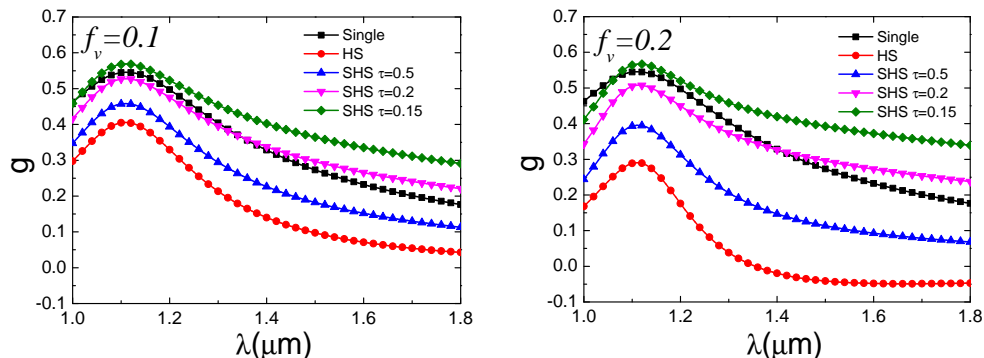 0.7
0.6
0.5
0.4
0.3
0.2
0.1
0.0
-0.1
g
f_v=0.1
Single
HS
SHS τ=0.5
SHS τ=0.2
SHS τ=0.15
1.0 1.2 1.4 1.6 1.8
λ(μm)
0.7
0.6
0.5
0.4
0.3
0.2
0.1
0.0
-0.1
g
f_v=0.2
Single
HS
SHS τ=0.5
SHS τ=0.2
SHS τ=0.15
1.0 1.2 1.4 1.6 1.8
λ(μm)